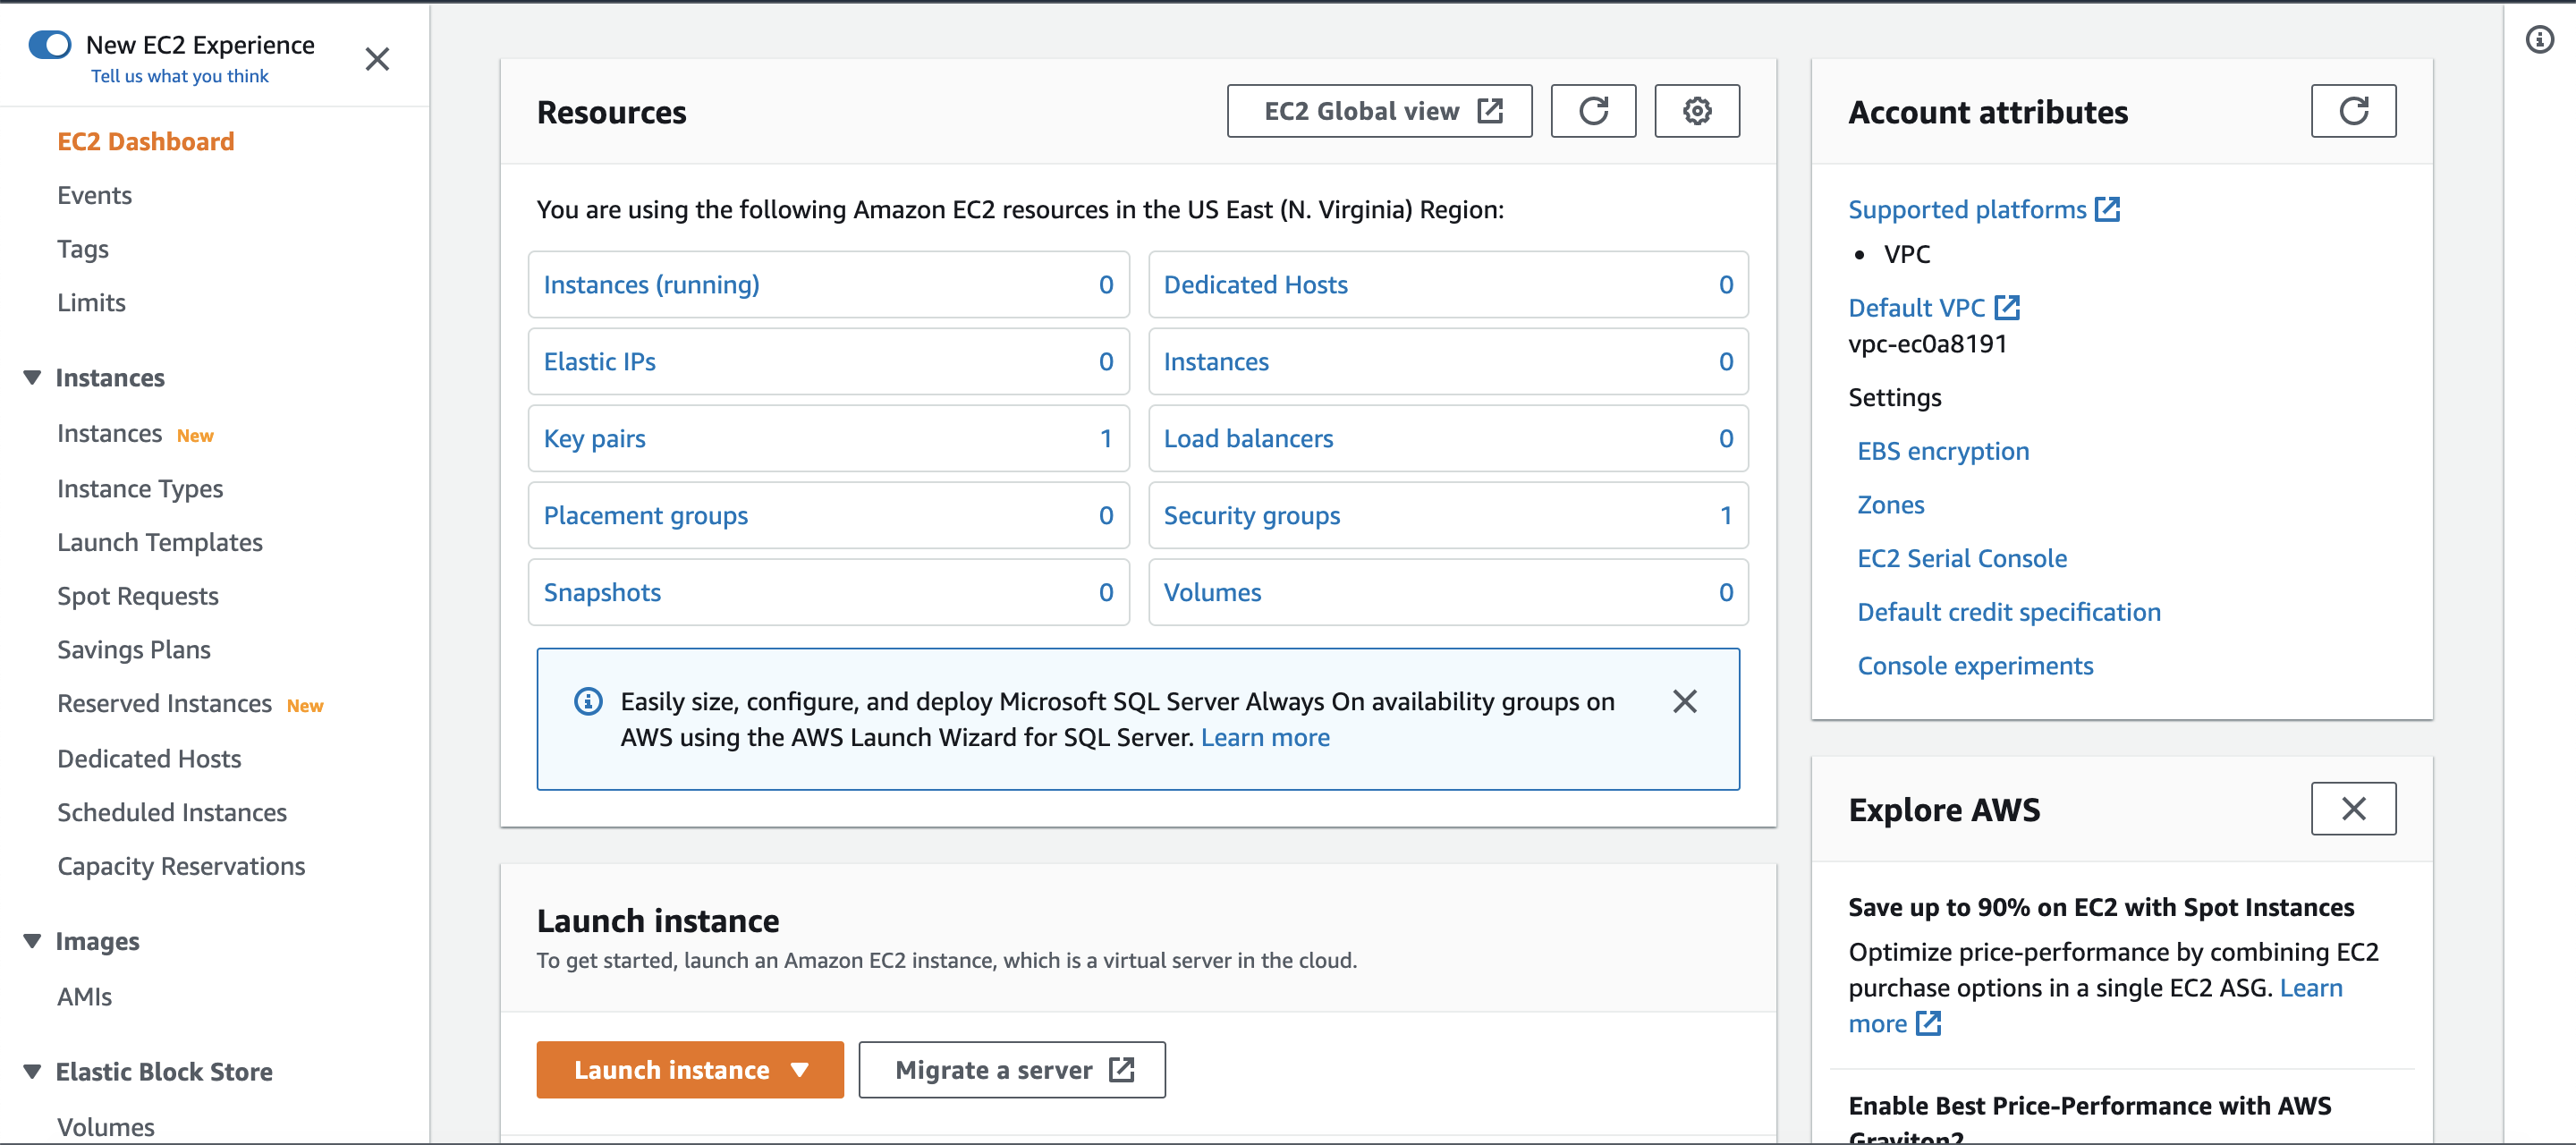 New EC2 Experience
Tell us what you think
EC2 Dashboard
Events
Tags
Limits
Instances
Instances New
Instance Types
Launch Templates
Spot Requests
Savings Plans
Reserved Instances New
Dedicated Hosts
Scheduled Instances
Capacity Reservations
Images
AMIs
Elastic Block Store
Volumes
Resources
EC2 Global view
You are using the following Amazon EC2 resources in the US East (N. Virginia) Region:
Instances (running) 0
Dedicated Hosts 0
Elastic IPs 0
Instances 0
Key pairs 1
Load balancers 0
Placement groups 0
Security groups 1
Snapshots 0
Volumes 0
Easily size, configure, and deploy Microsoft SQL Server Always On availability groups on
AWS using the AWS Launch Wizard for SQL Server. Learn more
Launch instance
To get started, launch an Amazon EC2 instance, which is a virtual server in the cloud.
Launch instance
Migrate a server
Account attributes
Supported platforms
• VPC
Default VPC
vpc-ec0a8191
Settings
EBS encryption
Zones
EC2 Serial Console
Default credit specification
Console experiments
Explore AWS
Save up to 90% on EC2 with Spot Instances
Optimize price-performance by combining EC2
purchase options in a single EC2 ASG. Learn
more
Enable Best Price-Performance with AWS
Graviton2